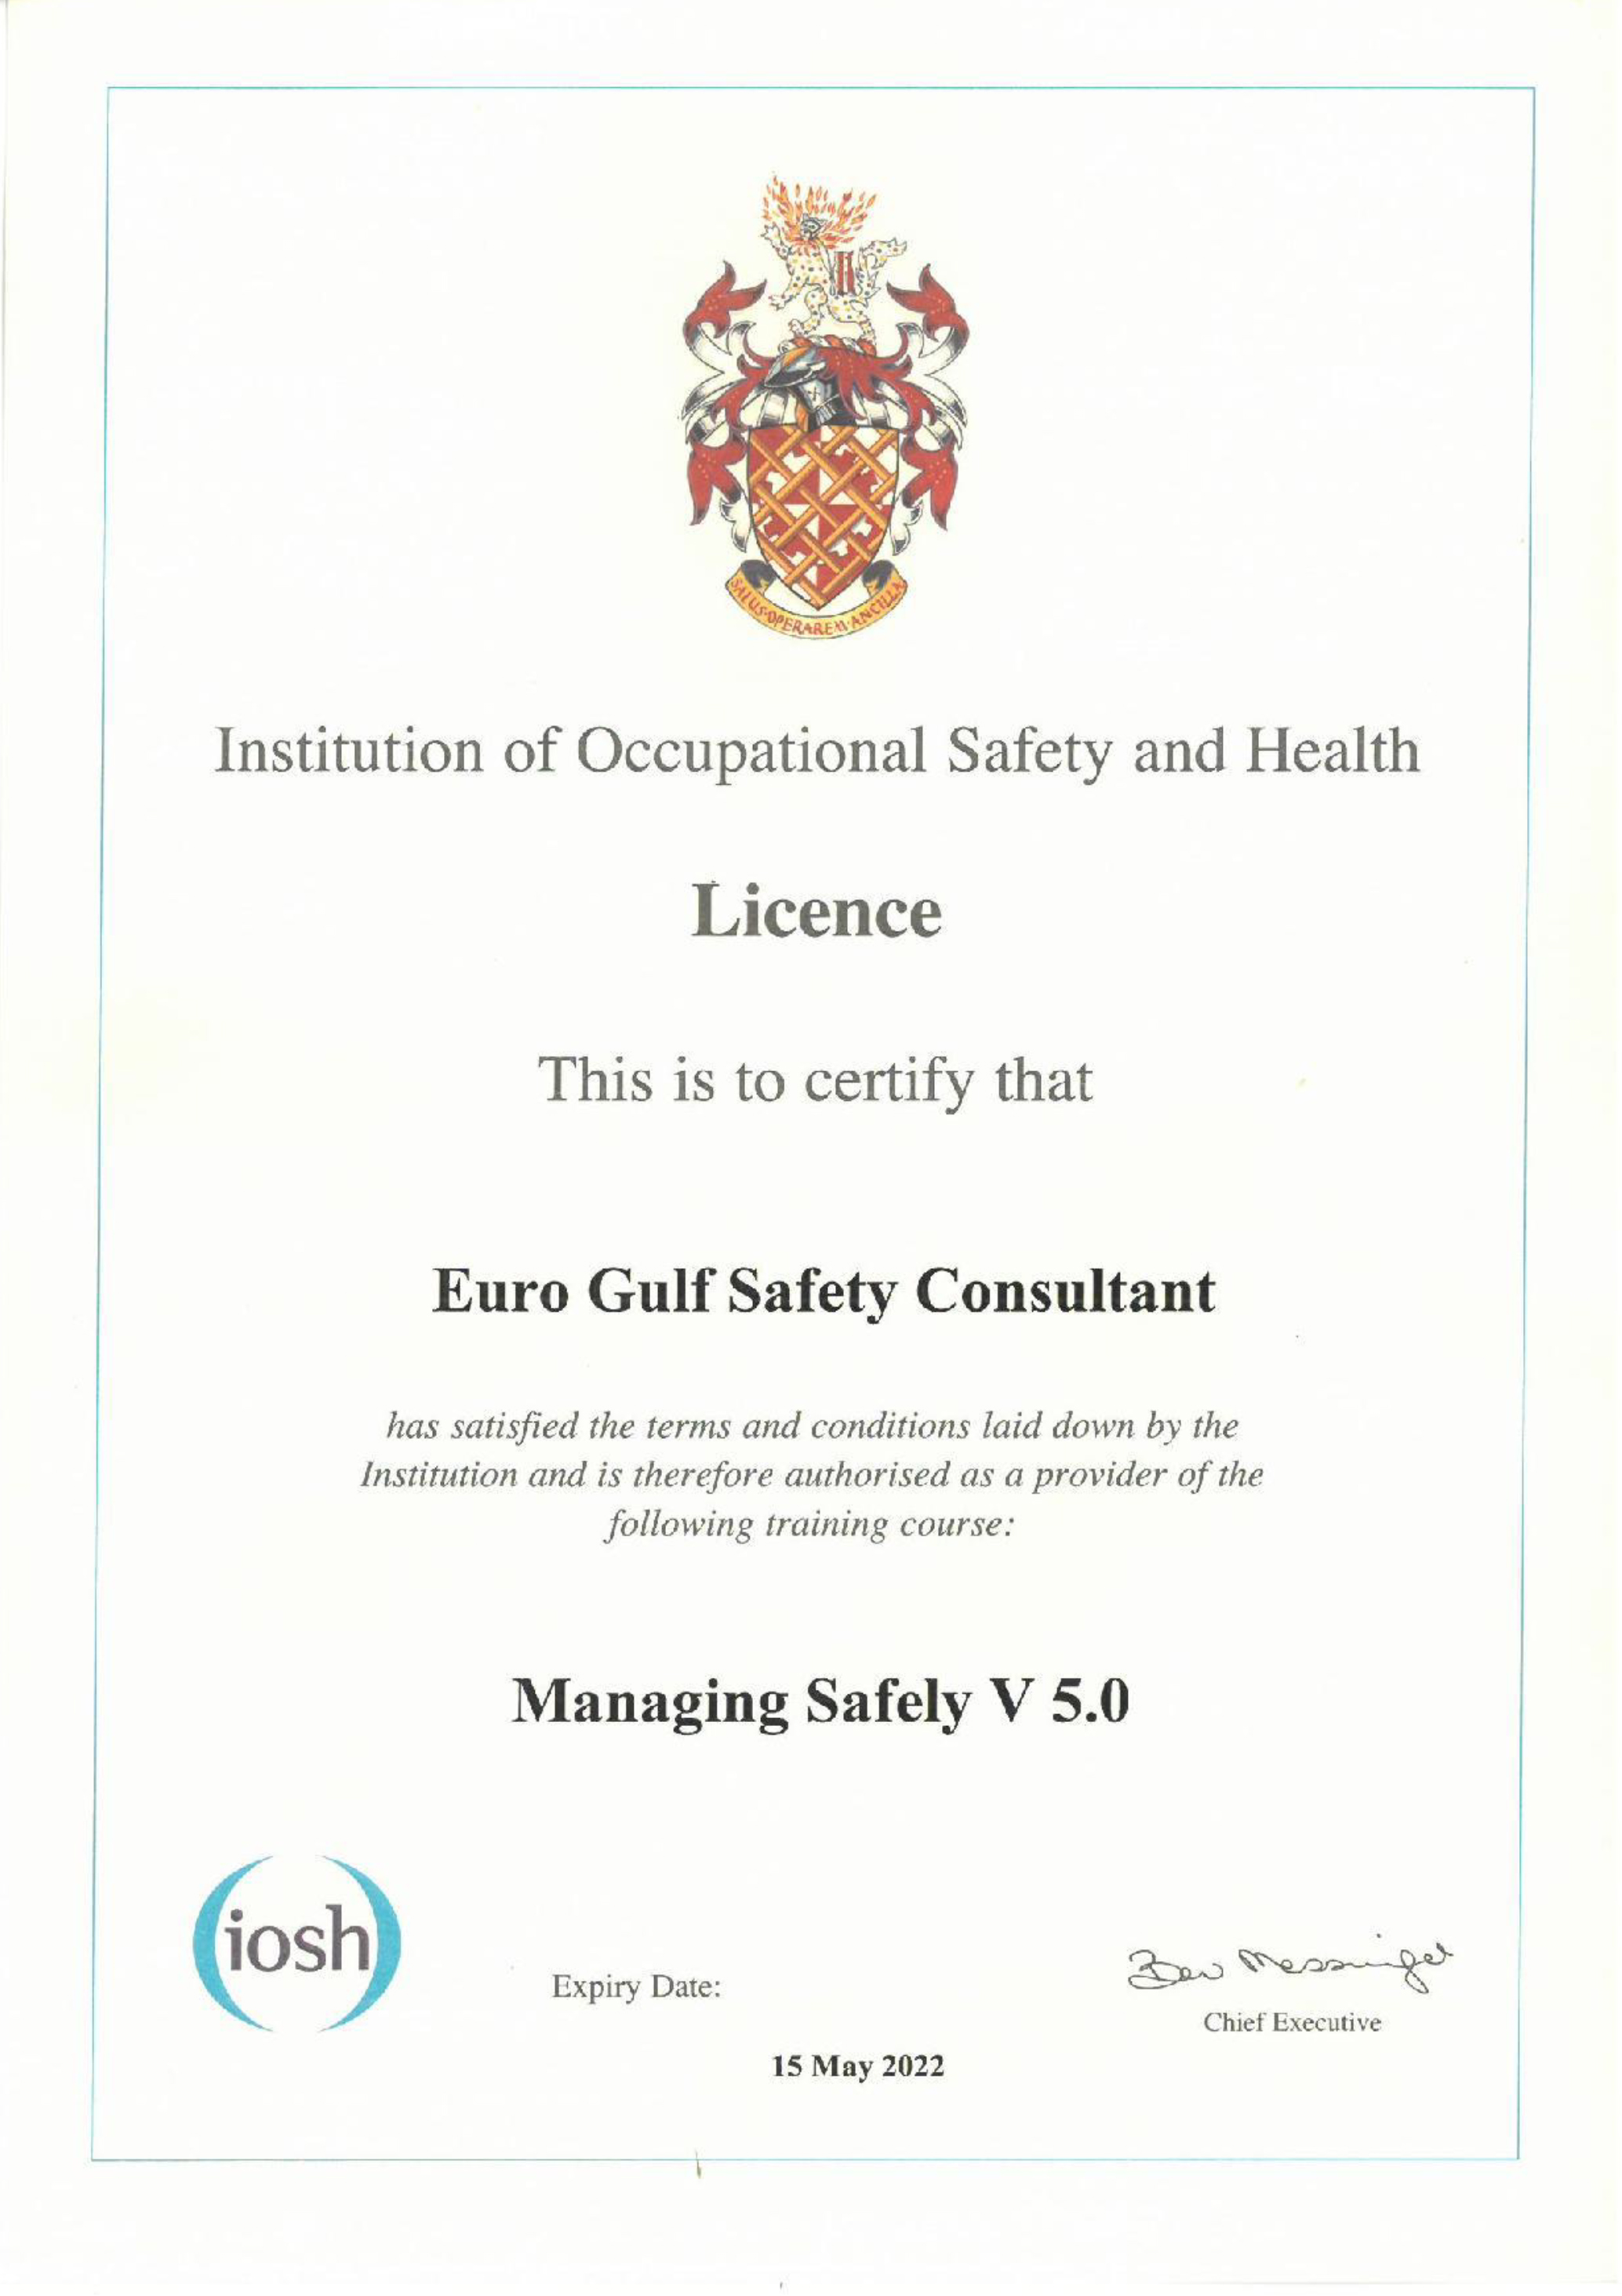 SALUS·OPERAREM·ANCILLA
Institution of Occupational Safety and Health
Licence
This is to certify that
Euro Gulf Safety Consultant
has satisfied the terms and conditions laid down by the
Institution and is therefore authorised as a provider of the
following training course:
Managing Safely V 5.0
iosh
Bev Messinger
Expiry Date:
Chief Executive
15 May 2022